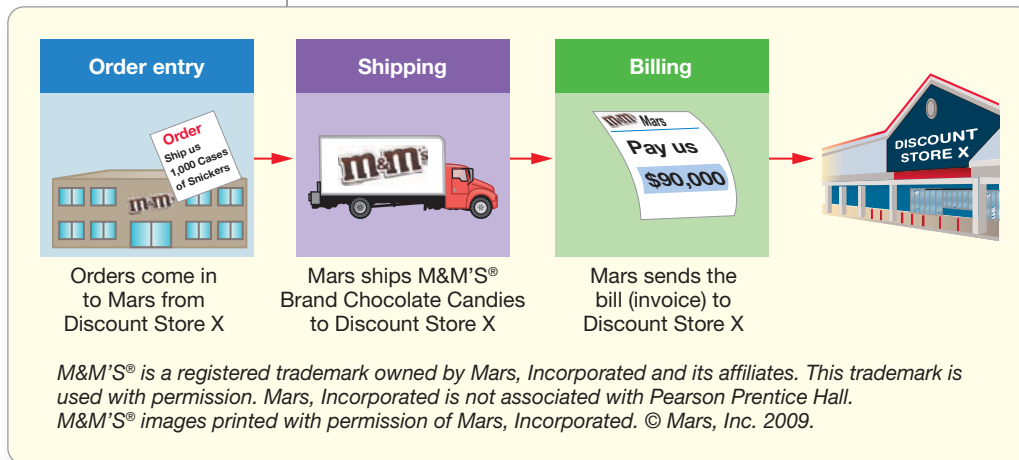 Order entry
Shipping
Billing
Order
Ship us
1,000 Cases
of Snickers
m&m
m&m's
m&m's Mars
Pay us
$90,000
DISCOUNT
STORE X
Orders come in
to Mars from
Discount Store X
Mars ships M&M'S®
Brand Chocolate Candies
to Discount Store X
Mars sends the
bill (invoice) to
Discount Store X
M&M'S® is a registered trademark owned by Mars, Incorporated and its affiliates. This trademark is
used with permission. Mars, Incorporated is not associated with Pearson Prentice Hall.
M&M'S® images printed with permission of Mars, Incorporated. © Mars, Inc. 2009.